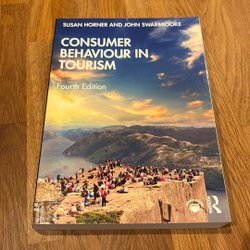 SUSAN HORNER AND JOHN SWARBROOKE
CONSUMER
BEHAVIOUR IN
TOURISM
Fourth Edition
R